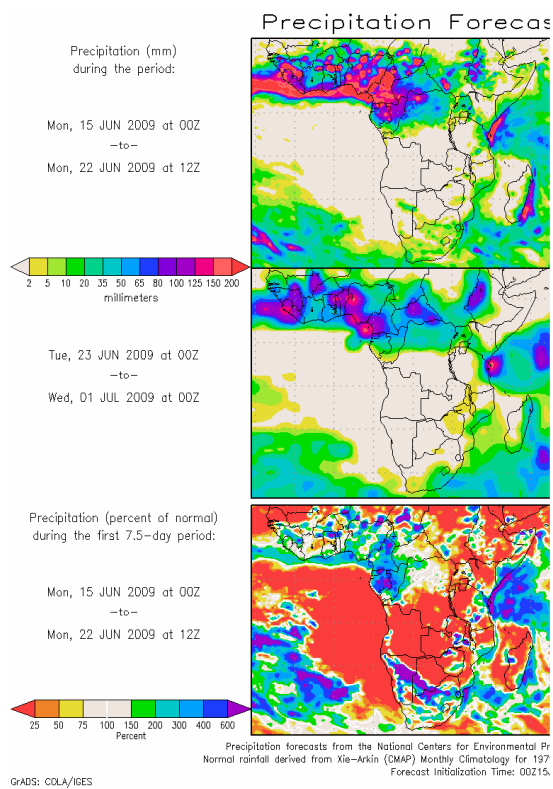 Precipitation Forecas
Precipitation (mm)
during the period:
Mon, 15 JUN 2009 at 00Z
—to—
Mon, 22 JUN 2009 at 12Z
2 5 10 20 35 50 65 80 100 125 150 200
millimeters
Tue, 23 JUN 2009 at 00Z
—to—
Wed, 01 JUL 2009 at 00Z
Precipitation (percent of normal)
during the first 7.5—day period:
Mon, 15 JUN 2009 at 00Z
—to—
Mon, 22 JUN 2009 at 12Z
25 50 75 100 150 200 300 400 600
Percent
Precipitation forecasts from the National Centers for Environmental Pr
Normal rainfall derived from Xie—Arkin (CMAP) Monthly Climatology for 197
Forecast Initialization Time: 00Z15
GrADS: COLA/IGES